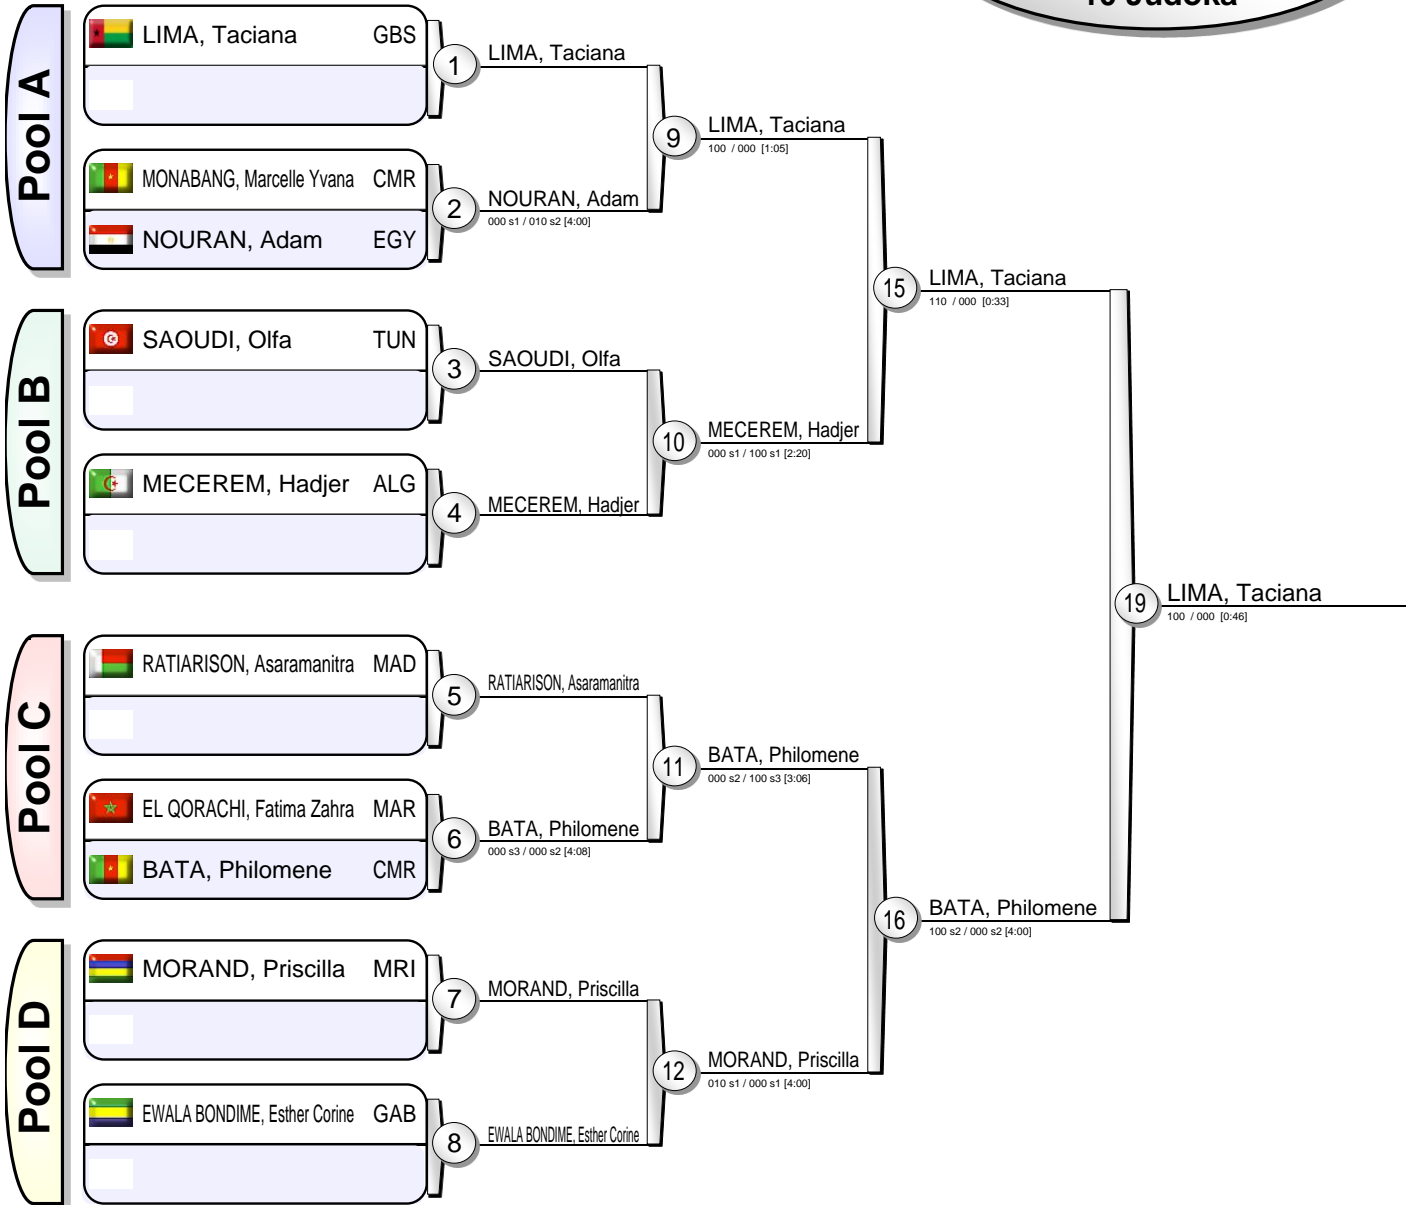 10 Judoka
Pool A
LIMA, Taciana GBS
MONABANG, Marcelle Yvana CMR
NOURAN, Adam EGY
1
LIMA, Taciana
2
NOURAN, Adam
000 s1 / 010 s2 [4:00]
9
LIMA, Taciana
100 / 000 [1:05]
Pool B
SAOUDI, Olfa TUN
MECEREM, Hadjer ALG
3
SAOUDI, Olfa
4
MECEREM, Hadjer
10
MECEREM, Hadjer
000 s1 / 100 s1 [2:20]
15
LIMA, Taciana
110 / 000 [0:33]
Pool C
RATIARISON, Asaramanitra MAD
EL QORACHI, Fatima Zahra MAR
BATA, Philomene CMR
5
RATIARISON, Asaramanitra
6
BATA, Philomene
000 s3 / 000 s2 [4:08]
11
BATA, Philomene
000 s2 / 100 s3 [3:06]
Pool D
MORAND, Priscilla MRI
EWALA BONDIME, Esther Corine GAB
7
MORAND, Priscilla
8
EWALA BONDIME, Esther Corine
12
MORAND, Priscilla
010 s1 / 000 s1 [4:00]
16
BATA, Philomene
100 s2 / 000 s2 [4:00]
19
LIMA, Taciana
100 / 000 [0:46]